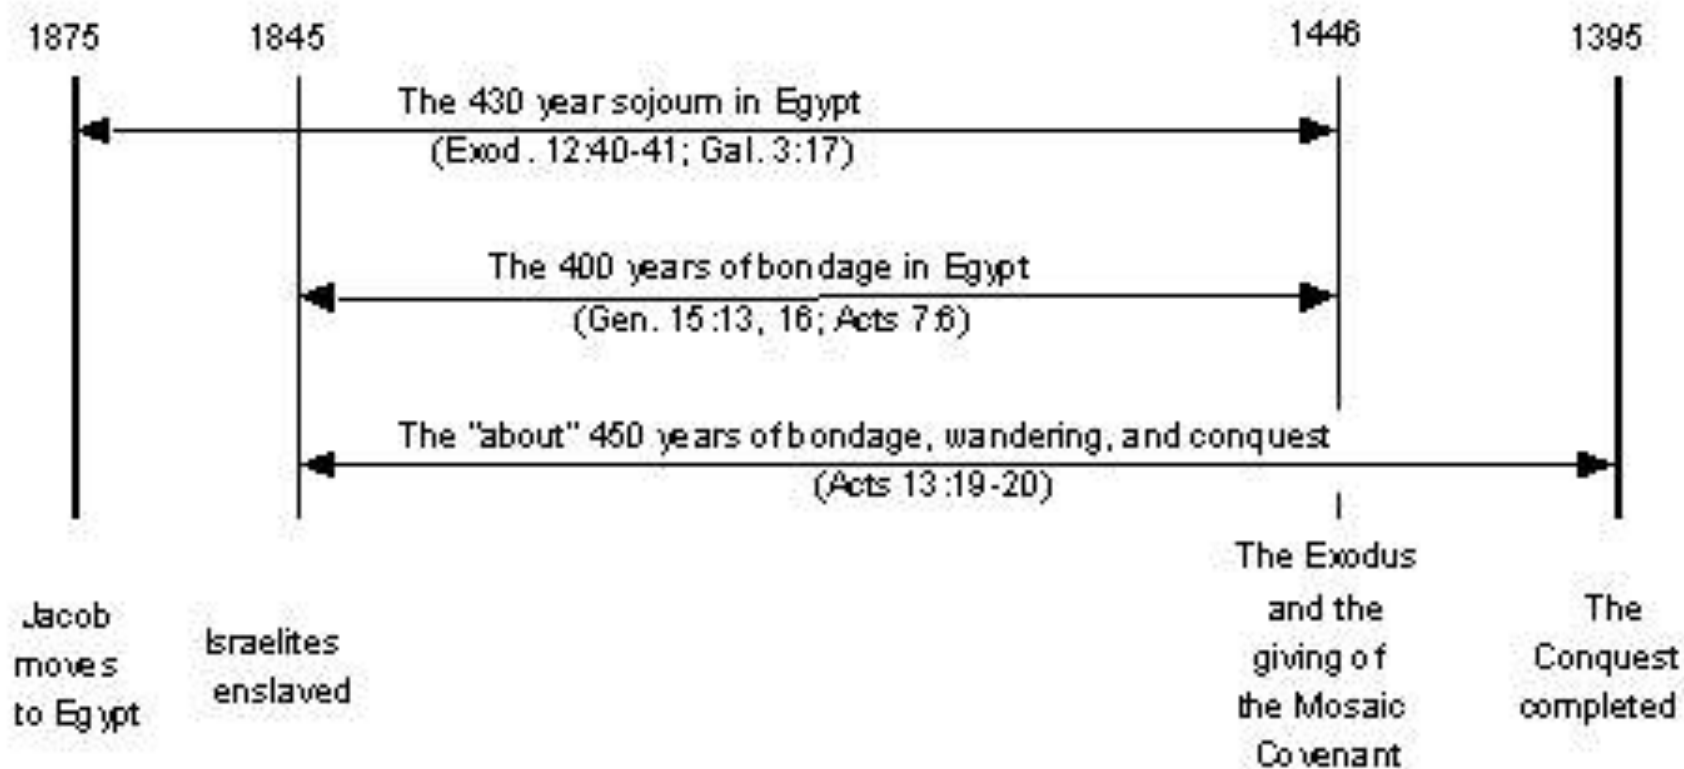 1875 1845 1446 1395
The 430 year sojourn in Egypt
(Exod. 12:40-41; Gal. 3:17)
The 400 years of bondage in Egypt
(Gen. 15:13, 16; Acts 7:6)
The "about" 450 years of bondage, wandering, and conquest
(Acts 13:19-20)
Jacob
moves
to Egypt
Israelites
enslaved
The Exodus
and the
giving of
the Mosaic
Covenant
The
Conquest
completed